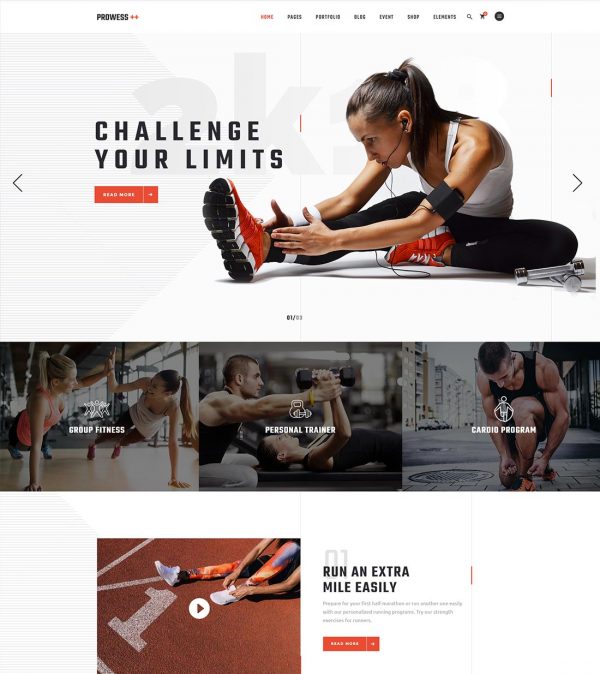 PROWESS ++
HOME PAGES PORTFOLIO BLOG EVENT SHOP ELEMENTS
CHALLENGE
YOUR LIMITS
READ MORE
01/03
GROUP FITNESS
PERSONAL TRAINER
CARDIO PROGRAM
01
RUN AN EXTRA
MILE EASILY
Prepare for your first half marathon or run another one easily
with our personalized running programs. Try our strength
exercises for runners.
READ MORE
1